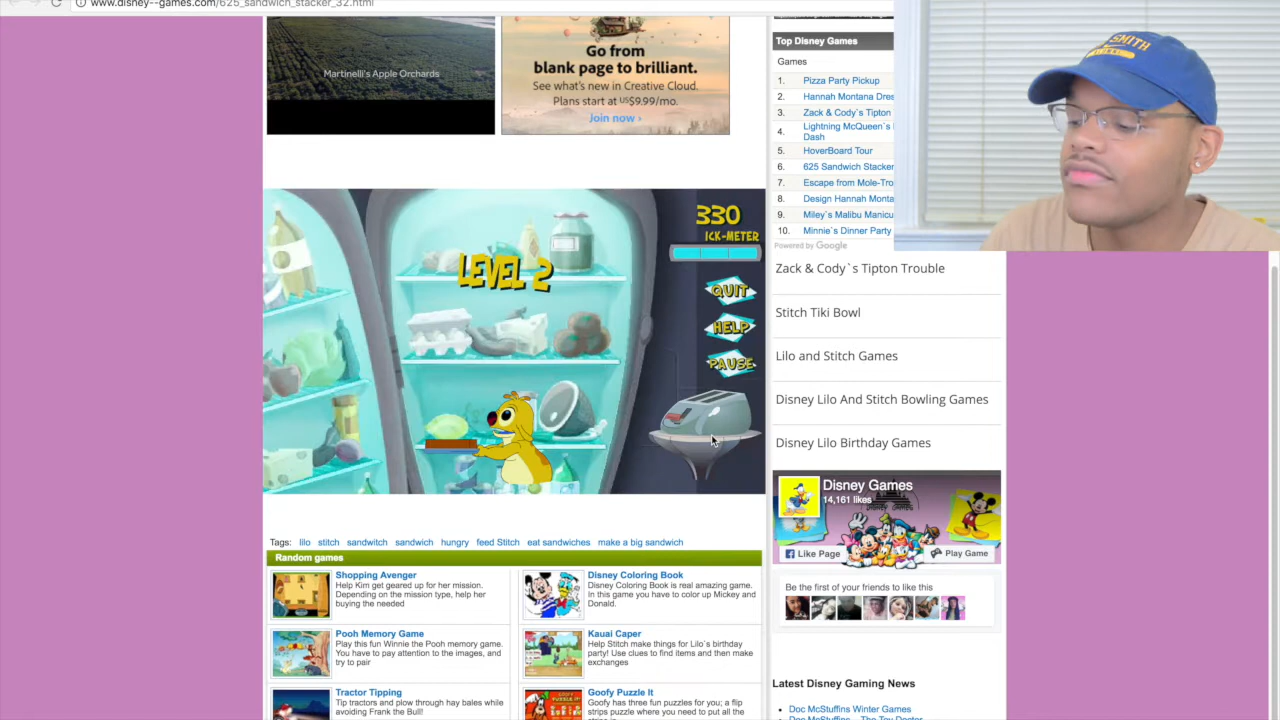 www.disney--games.com/625_sandwich_stacker_32.html
Martinelli's Apple Orchards
Go from
blank page to brilliant.
See what's new in Creative Cloud.
Plans start at US$9.99/mo.
Join now ›
Top Disney Games
Games
1. Pizza Party Pickup
2. Hannah Montana Dres
3. Zack & Cody`s Tipton
4. Lightning McQueen`s
Dash
5. HoverBoard Tour
6. 625 Sandwich Stacker
7. Escape from Mole-Tro
8. Design Hannah Monta
9. Miley`s Malibu Manicu
10. Minnie`s Dinner Party
Powered by Google
SMITH
330
ICK-METER
LEVEL 2
QUIT
HELP
PAUSE
Zack & Cody`s Tipton Trouble
Stitch Tiki Bowl
Lilo and Stitch Games
Disney Lilo And Stitch Bowling Games
Disney Lilo Birthday Games
Disney Games
14,161 likes
Like Page
Play Game
Be the first of your friends to like this
Tags: lilo stitch sandwitch sandwich hungry feed Stitch eat sandwiches make a big sandwich
Random games
Shopping Avenger
Help Kim get geared up for her mission.
Depending on the mission type, help her
buying the needed
Disney Coloring Book
Disney Coloring Book is real amazing game.
In this game you have to color up Mickey and
Donald.
Pooh Memory Game
Play this fun Winnie the Pooh memory game.
You have to pay attention to the images, and
try to pair
Kauai Caper
Help Stitch make things for Lilo`s birthday
party! Use clues to find items and then make
exchanges
Tractor Tipping
Tip tractors and plow through hay bales while
avoiding Frank the Bull!
Goofy Puzzle It
Goofy has three fun puzzles for you; a flip
strips puzzle where you need to put all the
Latest Disney Gaming News
Doc McStuffins Winter Games